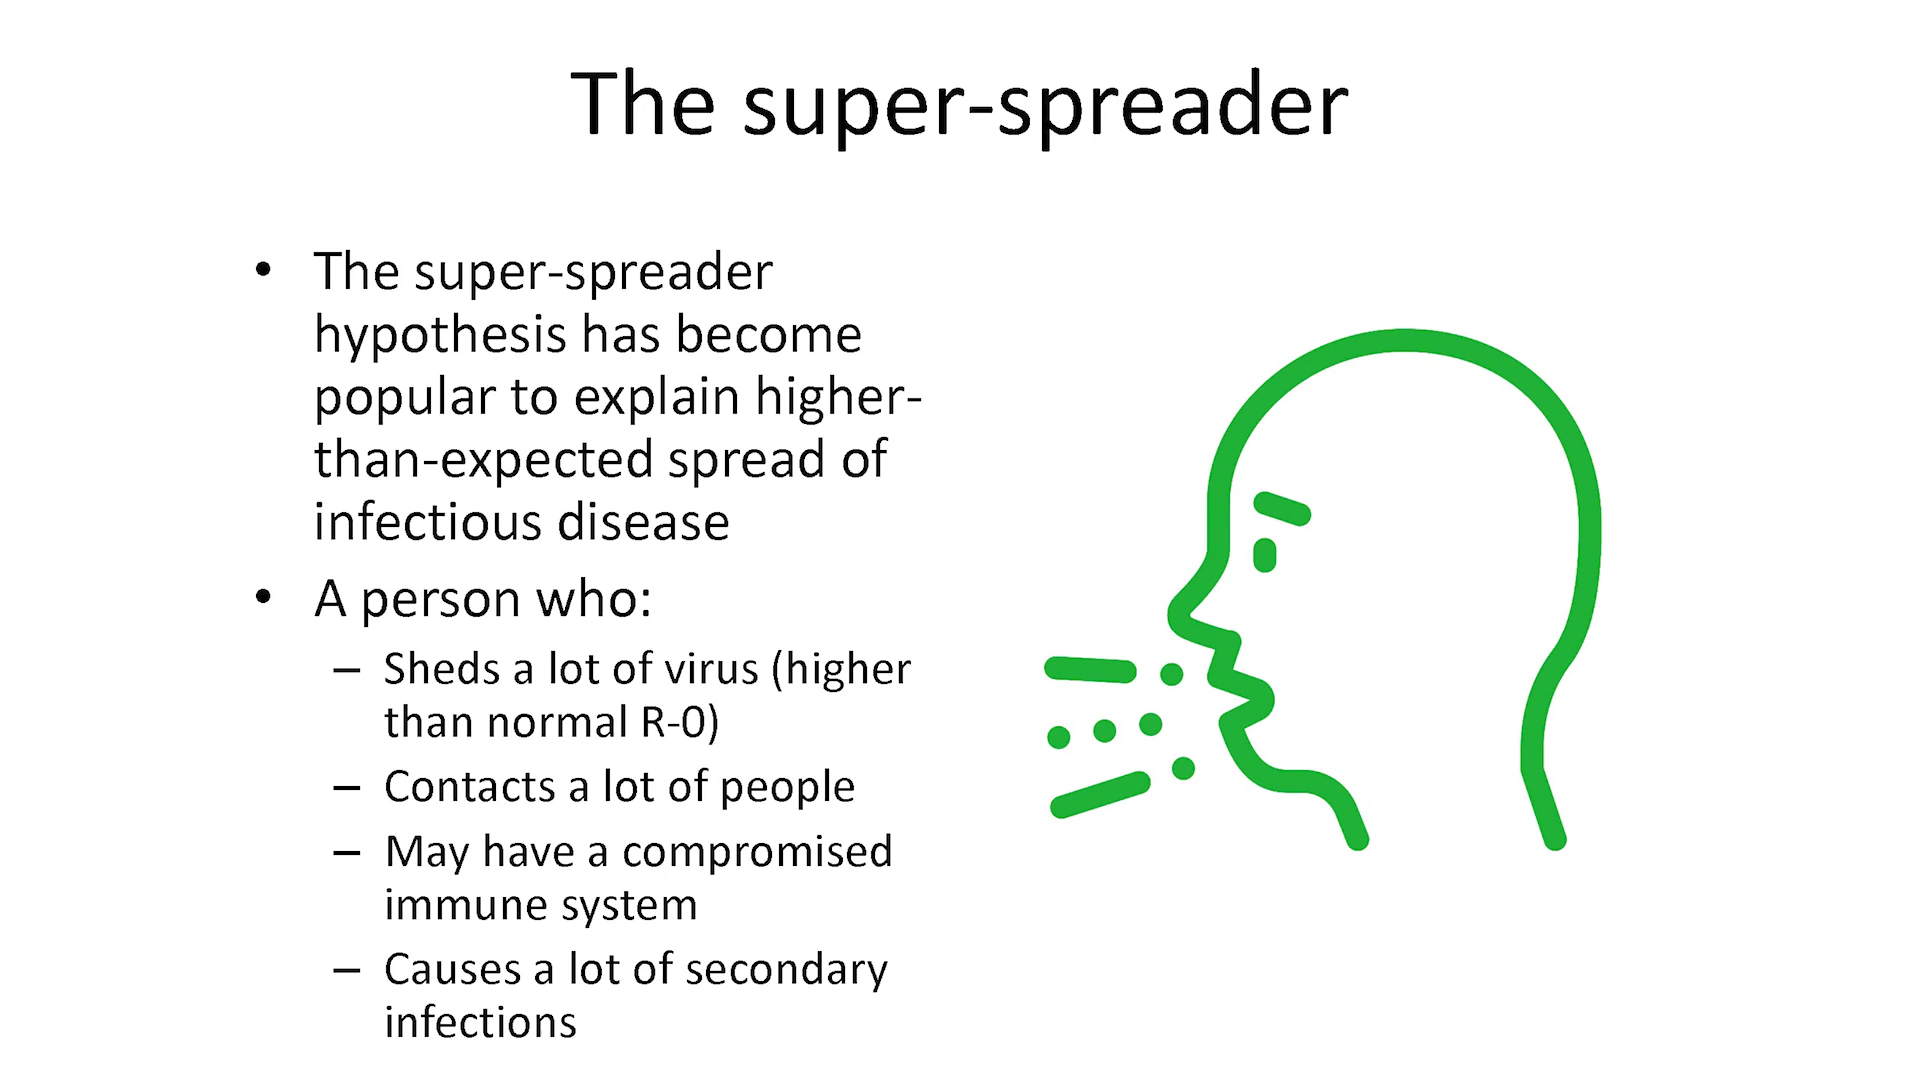 The super-spreader
• The super-spreader
hypothesis has become
popular to explain higher-
than-expected spread of
infectious disease
• A person who:
– Sheds a lot of virus (higher
than normal R-0)
– Contacts a lot of people
– May have a compromised
immune system
– Causes a lot of secondary
infections